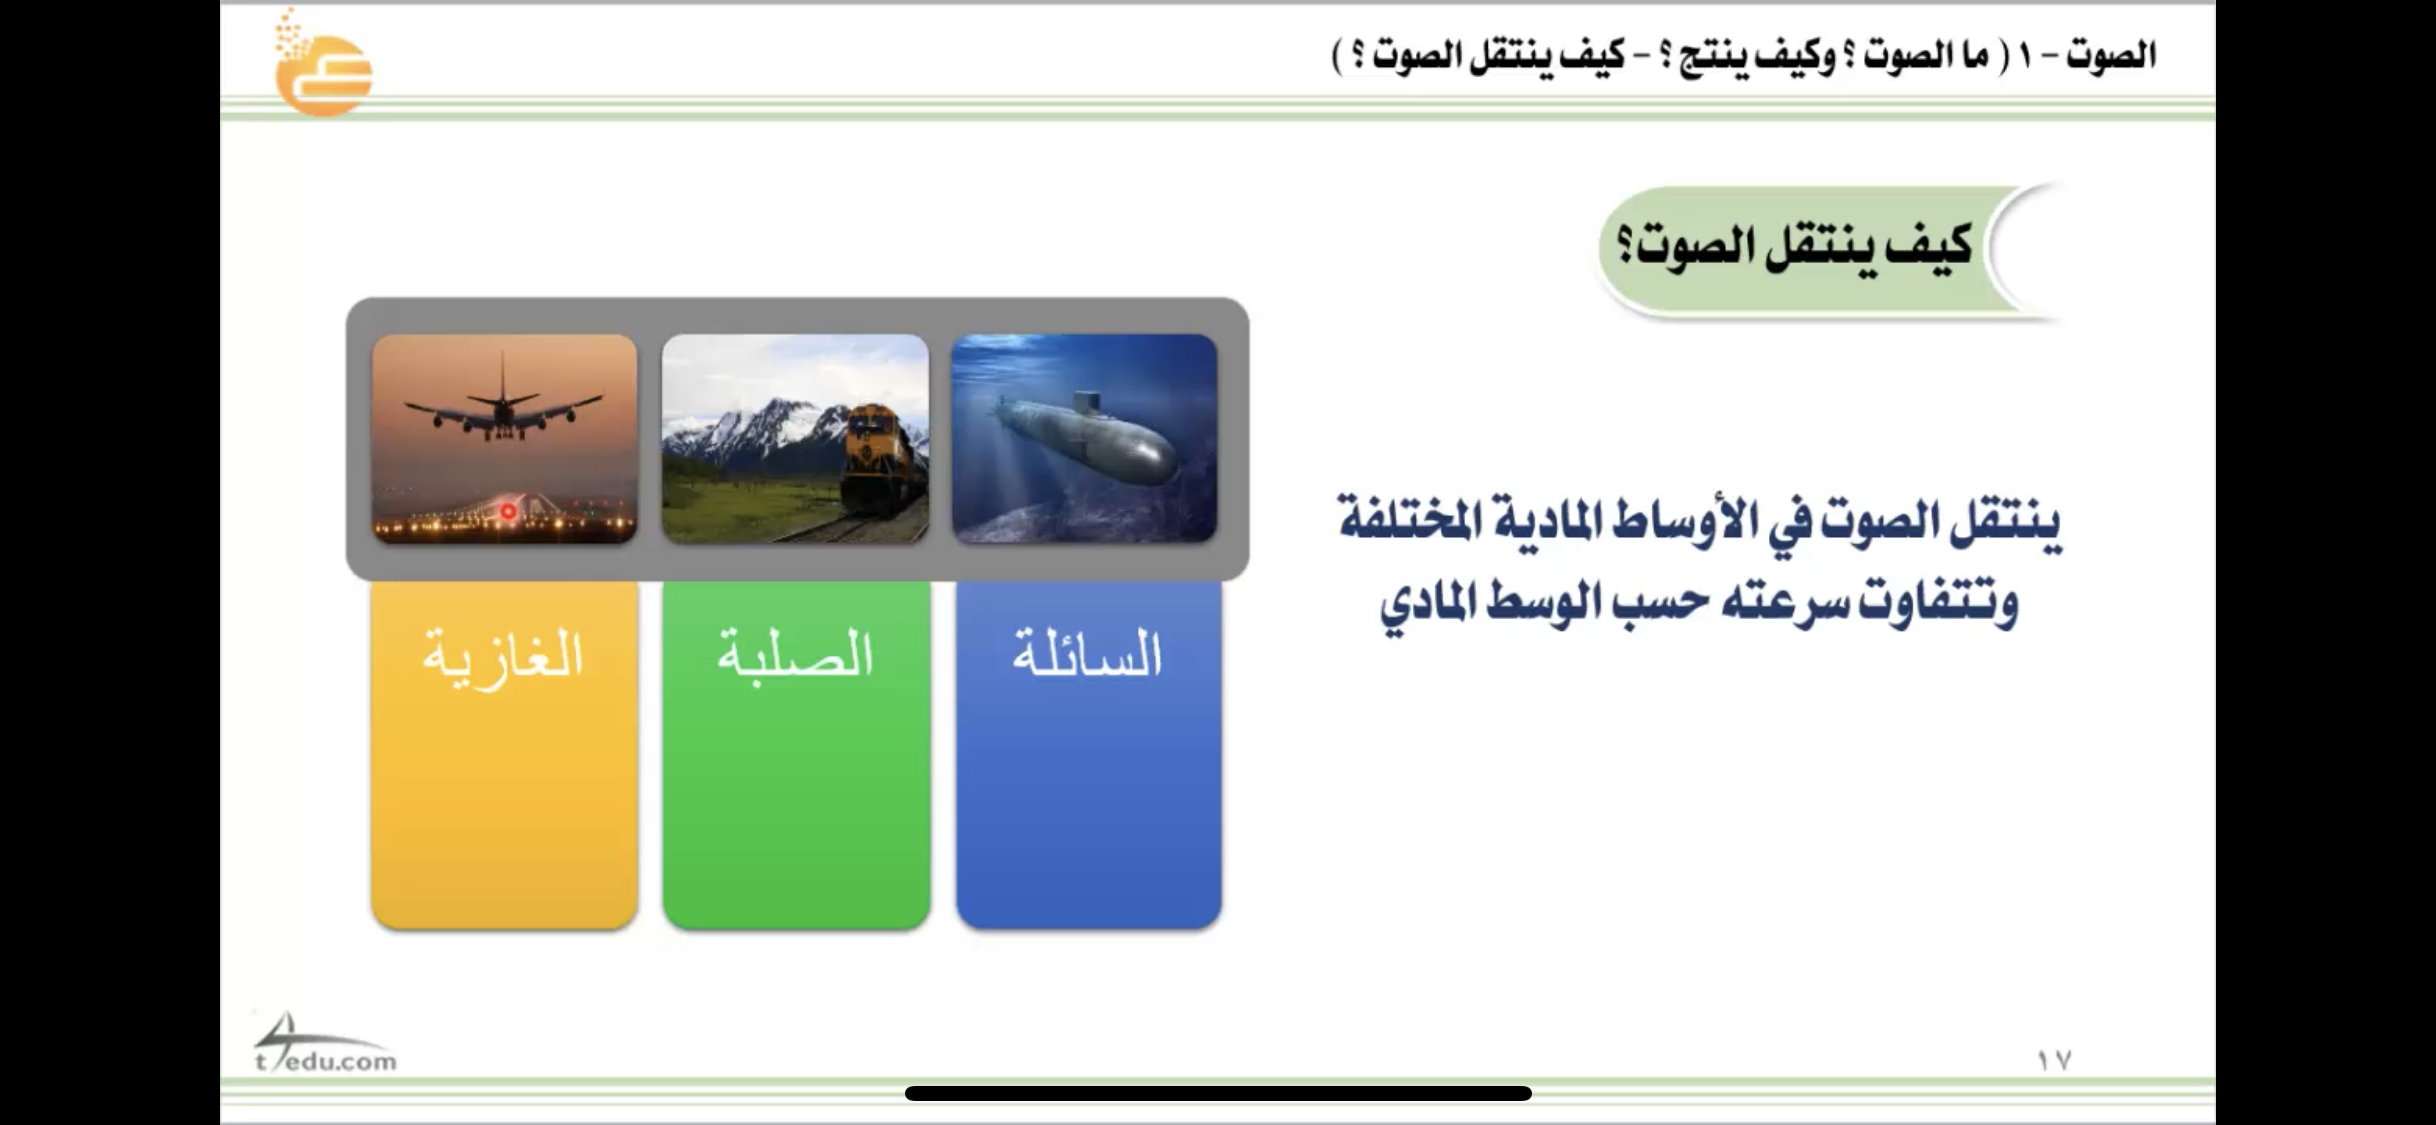 الصوت – ١ ( ما الصوت ؟ وكيف ينتج ؟ – كيف ينتقل الصوت ؟ )
كيف ينتقل الصوت؟
ينتقل الصوت في الأوساط المادية المختلفة
وتتفاوت سرعته حسب الوسط المادي
السائلة
الصلبة
الغازية
١٧
t4edu.com